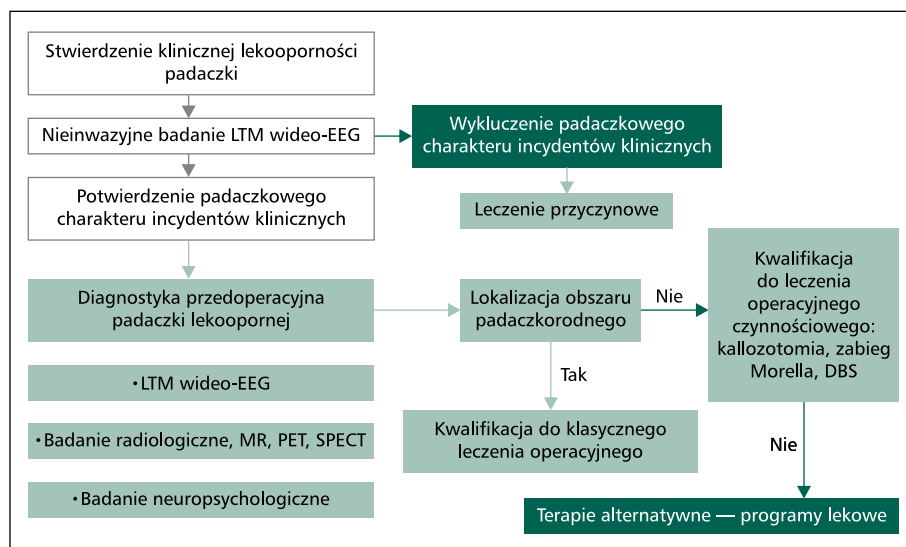 Stwierdzenie klinicznej lekooporności
padaczki
Nieinwazyjne badanie LTM wideo-EEG
Wykluczenie padaczkowego
charakteru incydentów klinicznych
Potwierdzenie padaczkowego
charakteru incydentów klinicznych
Leczenie przyczynowe
Diagnostyka przedoperacyjna
padaczki lekoopornej
Lokalizacja obszaru
padaczkorodnego
Nie
Kwalifikacja
do leczenia
operacyjnego
czynnościowego:
kallozotomia, zabieg
Morella, DBS
Tak
• LTM wideo-EEG
Kwalifikacja do klasycznego
leczenia operacyjnego
• Badanie radiologiczne, MR, PET, SPECT
Nie
• Badanie neuropsychologiczne
Terapie alternatywne — programy lekowe